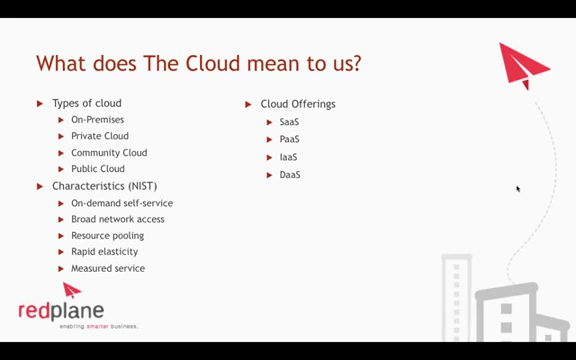 What does The Cloud mean to us?
Types of cloud
On-Premises
Private Cloud
Community Cloud
Public Cloud
Characteristics (NIST)
On-demand self-service
Broad network access
Resource pooling
Rapid elasticity
Measured service
Cloud Offerings
SaaS
PaaS
IaaS
DaaS
redplane
enabling smarter business.